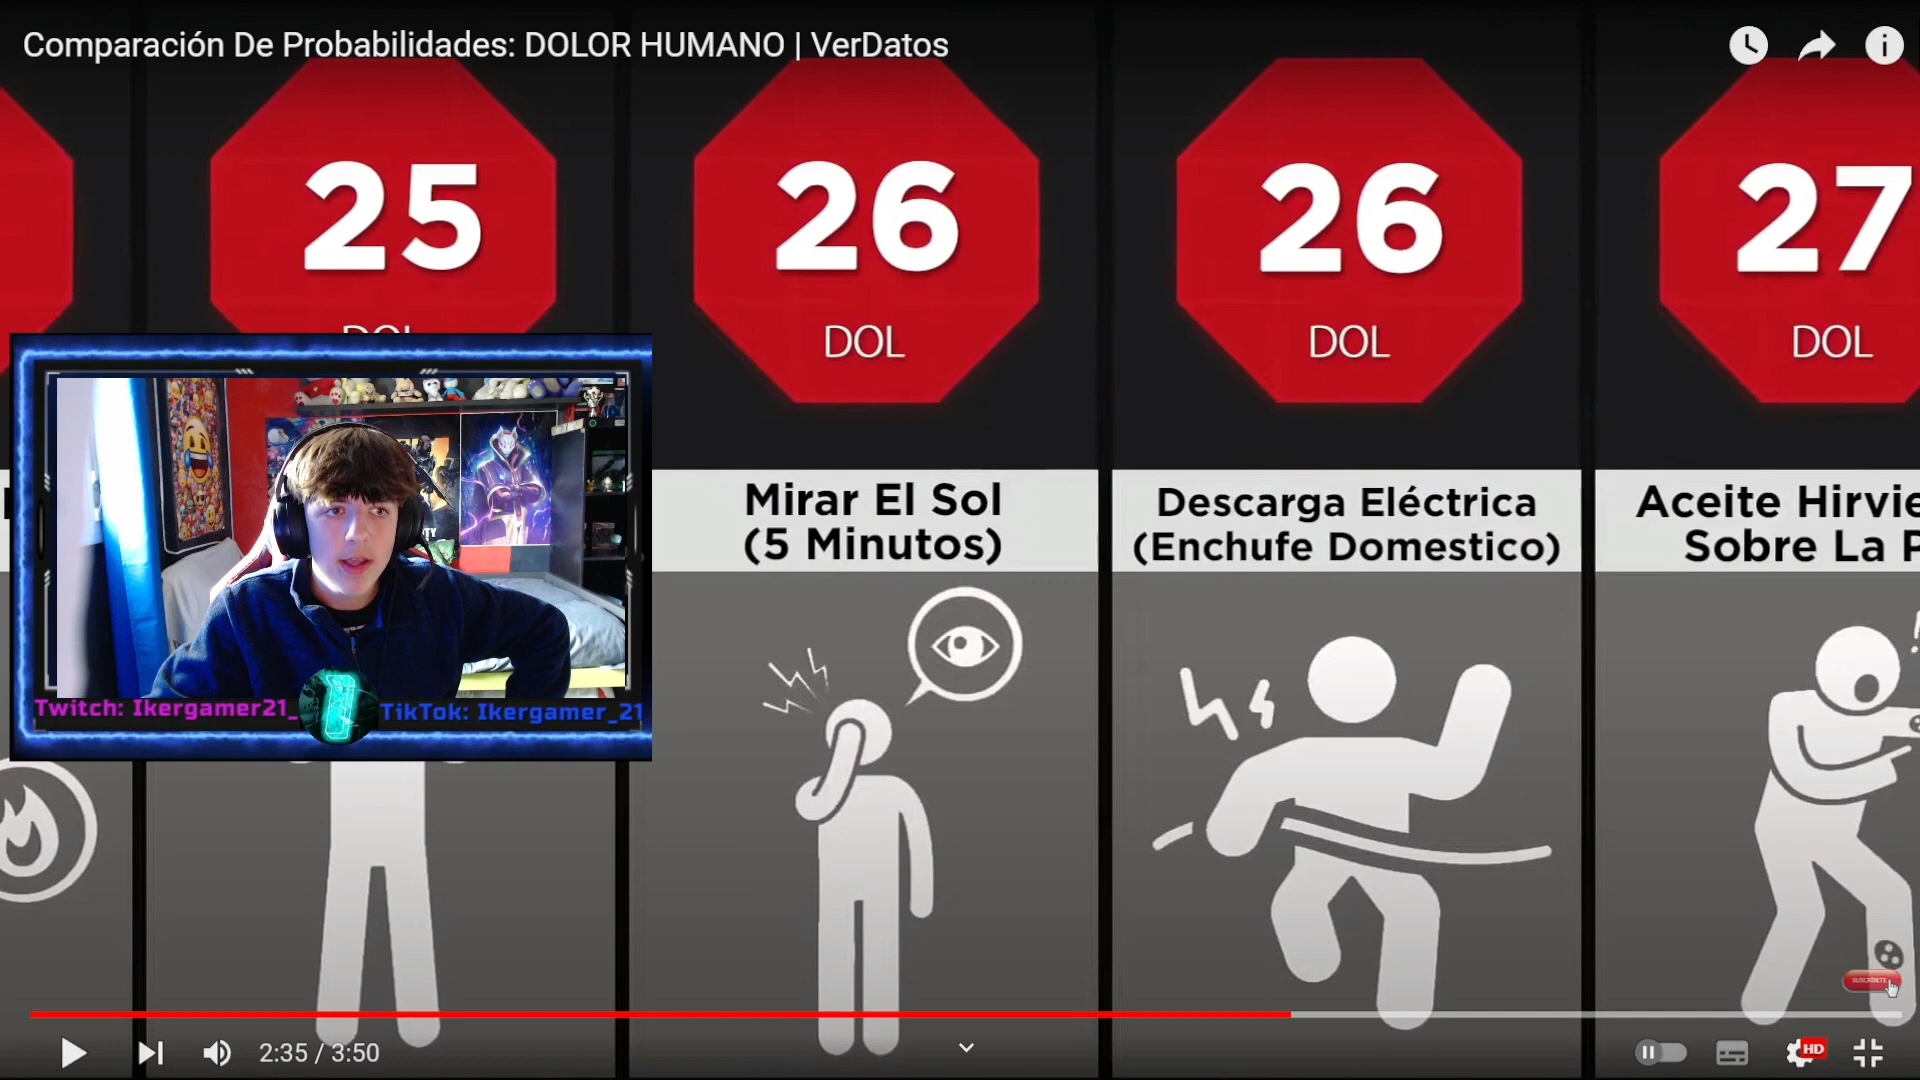 Comparación De Probabilidades: DOLOR HUMANO | VerDatos
25
26
26
27
DOL
DOL
DOL
Mirar El Sol
(5 Minutos)
Descarga Eléctrica
(Enchufe Domestico)
Aceite Hirvie
Sobre La P
Twitch: Ikergamer21_
TikTok: Ikergamer_21
SUSCRÍBETE
2:35 / 3:50
HD